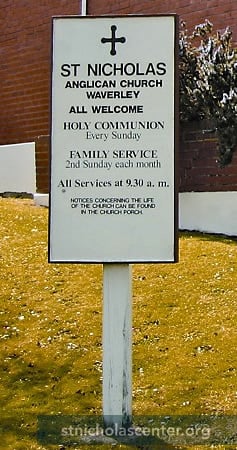 ST NICHOLAS
ANGLICAN CHURCH
WAVERLEY
ALL WELCOME
HOLY COMMUNION
Every Sunday
FAMILY SERVICE
2nd Sunday each month
All Services at 9.30 a. m.
NOTICES CONCERNING THE LIFE
OF THE CHURCH CAN BE FOUND
IN THE CHURCH PORCH.
stnicholascenter.org